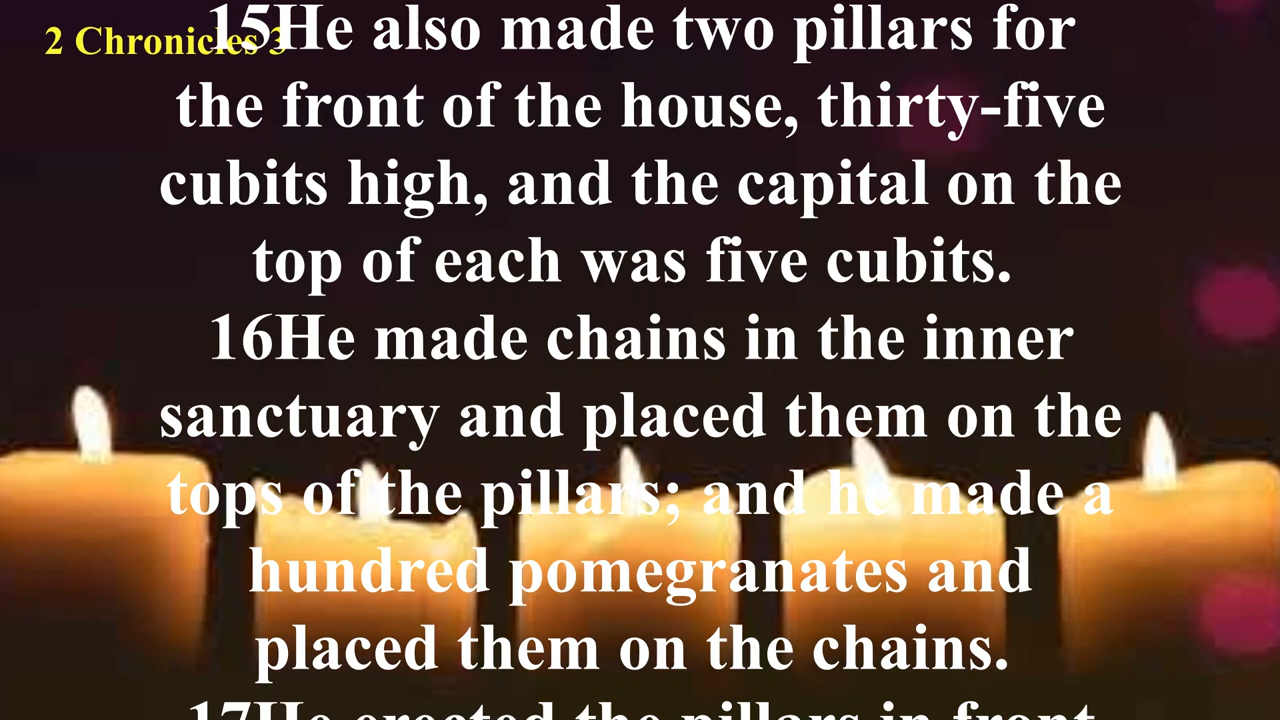 2 Chronicles 3
15He also made two pillars for
the front of the house, thirty-five
cubits high, and the capital on the
top of each was five cubits.
16He made chains in the inner
sanctuary and placed them on the
tops of the pillars; and he made a
hundred pomegranates and
placed them on the chains.
17He erected the pillars in front